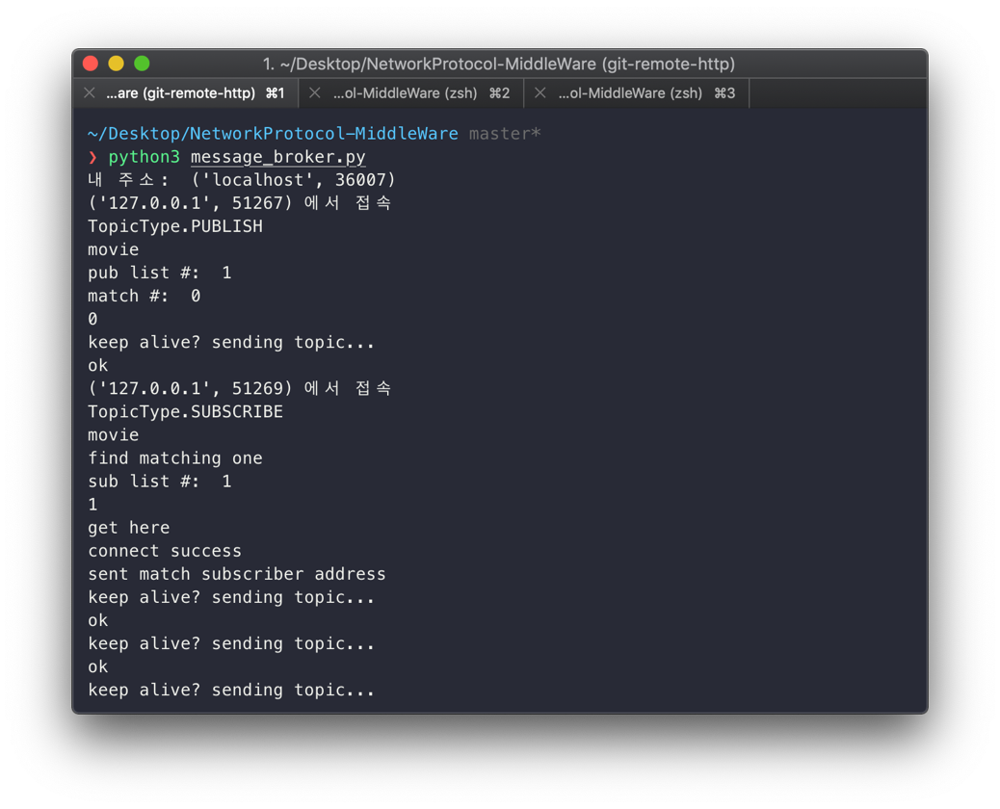 1. ~/Desktop/NetworkProtocol-MiddleWare (git-remote-http)
...are (git-remote-http) ⌘1 ...ol-MiddleWare (zsh) ⌘2 ...ol-MiddleWare (zsh) ⌘3
~/Desktop/NetworkProtocol-MiddleWare master*
❯ python3 message_broker.py
내 주소: ('localhost', 36007)
('127.0.0.1', 51267) 에서 접속
TopicType.PUBLISH
movie
pub list #: 1
match #: 0
0
keep alive? sending topic...
ok
('127.0.0.1', 51269) 에서 접속
TopicType.SUBSCRIBE
movie
find matching one
sub list #: 1
1
get here
connect success
sent match subscriber address
keep alive? sending topic...
ok
keep alive? sending topic...
ok
keep alive? sending topic...